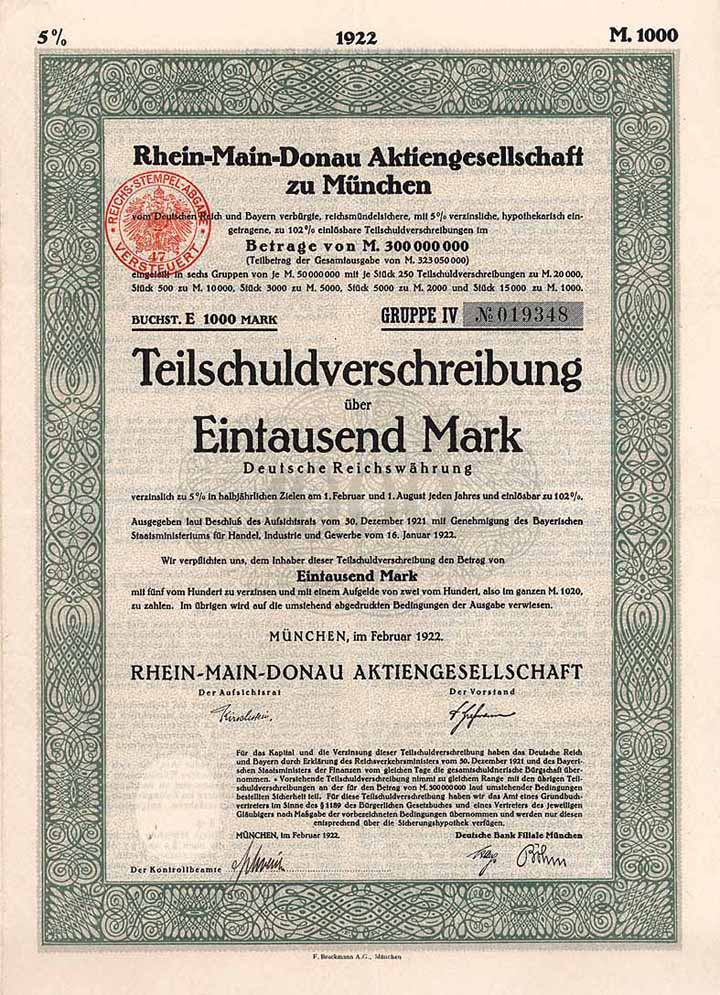 5% 1922 M. 1000
Rhein-Main-Donau Aktiengesellschaft
zu München
REICHS-STEMPEL-ABGABE
47
VERSTEUERT
vom Deutschen Reich und Bayern verbürgte, reichsmündelsichere, mit 5% verzinsliche, hypothekarisch ein-
getragene, zu 102% einlösbare Teilschuldverschreibungen im
Betrage von M. 300 000 000
(Teilbetrag der Gesamtausgabe von M. 323 050 000)
eingeteilt in sechs Gruppen von je M. 50 000 000 mit je Stück 250 Teilschuldverschreibungen zu M. 20 000,
Stück 500 zu M. 10 000, Stück 3000 zu M. 5000, Stück 5000 zu M. 2000 und Stück 15 000 zu M. 1000.
BUCHST. E 1000 MARK GRUPPE IV № 019348
Teilschuldverschreibung
über
Eintausend Mark
Deutsche Reichswährung
verzinslich zu 5% in halbjährlichen Zielen am 1. Februar und 1. August jeden Jahres und einlösbar zu 102%.
Ausgegeben laut Beschluß des Aufsichtsrats vom 30. Dezember 1921 mit Genehmigung des Bayerischen
Staatsministeriums für Handel, Industrie und Gewerbe vom 16. Januar 1922.
Wir verpflichten uns, dem Inhaber dieser Teilschuldverschreibung den Betrag von
Eintausend Mark
mit fünf vom Hundert zu verzinsen und mit einem Aufgelde von zwei vom Hundert, also im ganzen M. 1020,
zu zahlen. Im übrigen wird auf die umstehend abgedruckten Bedingungen der Ausgabe verwiesen.
MÜNCHEN, im Februar 1922.
RHEIN-MAIN-DONAU AKTIENGESELLSCHAFT
Der Aufsichtsrat Der Vorstand
Für das Kapital und die Verzinsung dieser Teilschuldverschreibung haben das Deutsche Reich
und Bayern durch Erklärung des Reichsverkehrsministers vom 30. Dezember 1921 und des Bayeri-
schen Staatsministers der Finanzen vom gleichen Tage die gesamtschuldnerische Bürgschaft über-
nommen. • Vorstehende Teilschuldverschreibung nimmt zu gleichem Range mit den übrigen Teil-
schuldverschreibungen an der für den Betrag von M. 300 000 000 laut umstehender Bedingungen
bestellten Sicherheit teil. Für diese Teilschuldverschreibung haben wir das Amt eines Grundbuch-
vertreters im Sinne des § 1189 des Bürgerlichen Gesetzbuches und eines Vertreters des jeweiligen
Gläubigers nach Maßgabe der vorbezeichneten Bedingungen übernommen und werden nur diesen
entsprechend über die Sicherungshypothek verfügen.
MÜNCHEN, im Februar 1922. Deutsche Bank Filiale München
Der Kontrollbeamte Böhm
F. Bruckmann A.G., München